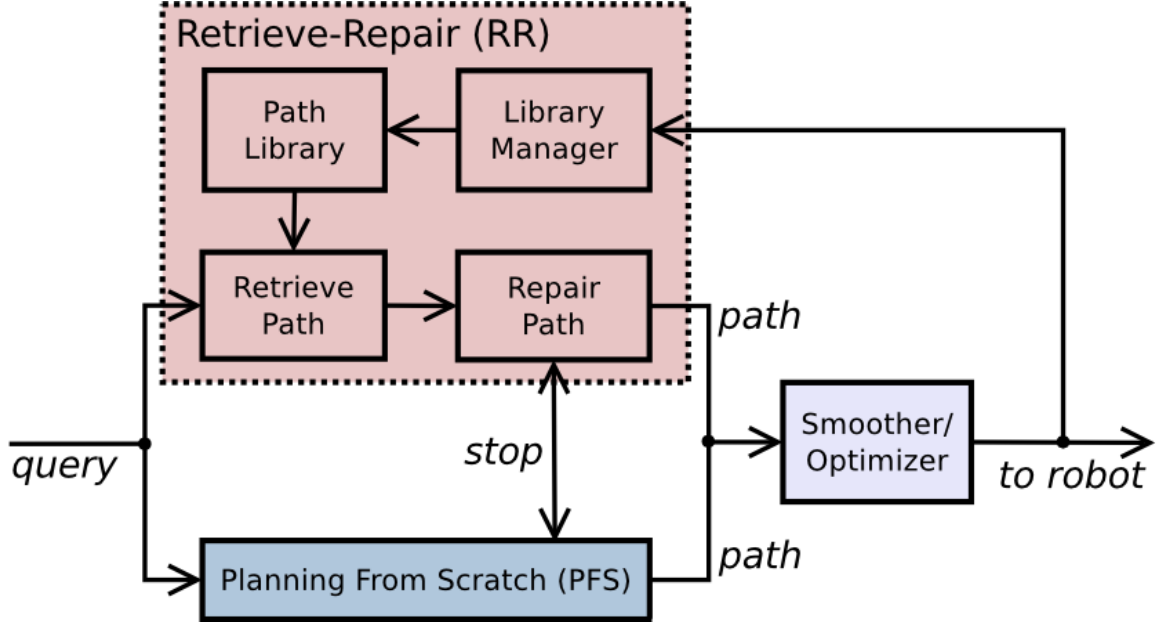 Retrieve-Repair (RR)
Path
Library
Library
Manager
Retrieve
Path
Repair
Path
path
query
stop
Smoother/
Optimizer
to robot
Planning From Scratch (PFS)
path